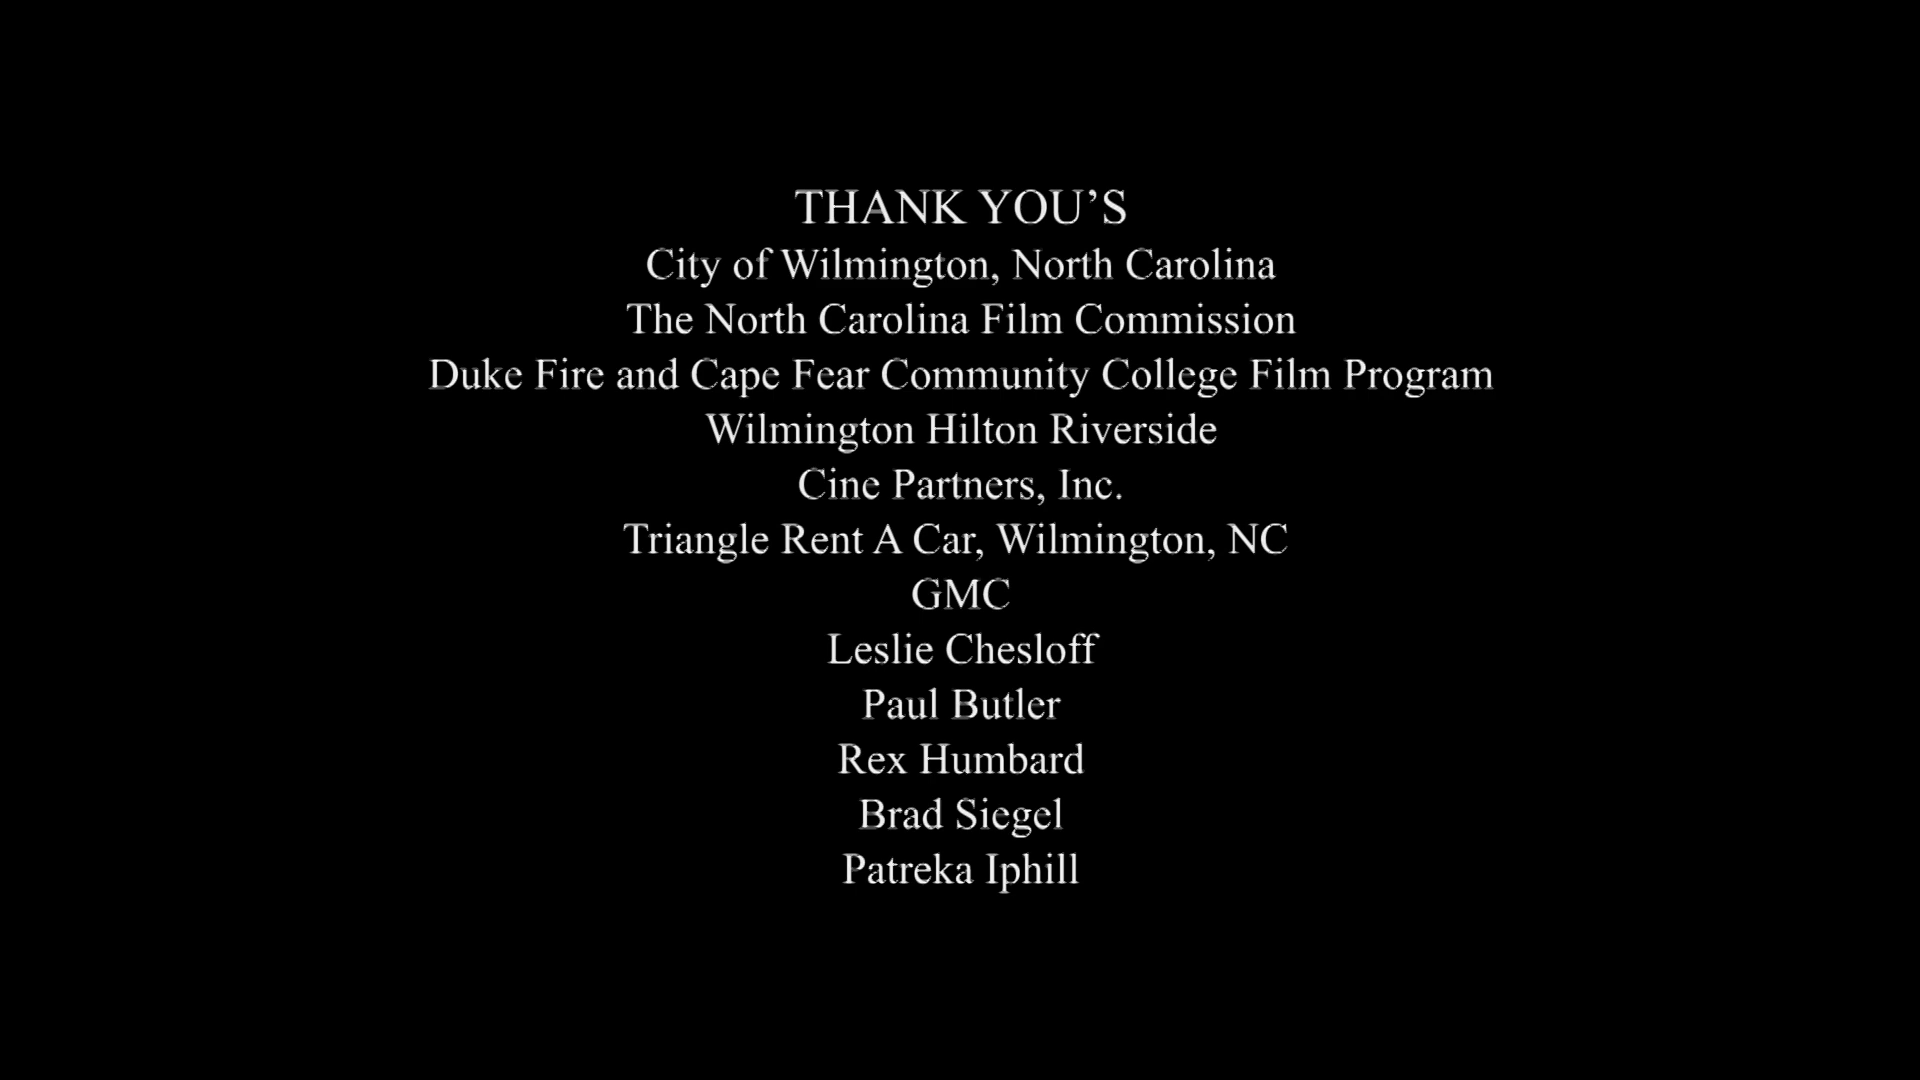 THANK YOU’S
City of Wilmington, North Carolina
The North Carolina Film Commission
Duke Fire and Cape Fear Community College Film Program
Wilmington Hilton Riverside
Cine Partners, Inc.
Triangle Rent A Car, Wilmington, NC
GMC
Leslie Chesloff
Paul Butler
Rex Humbard
Brad Siegel
Patreka Iphill